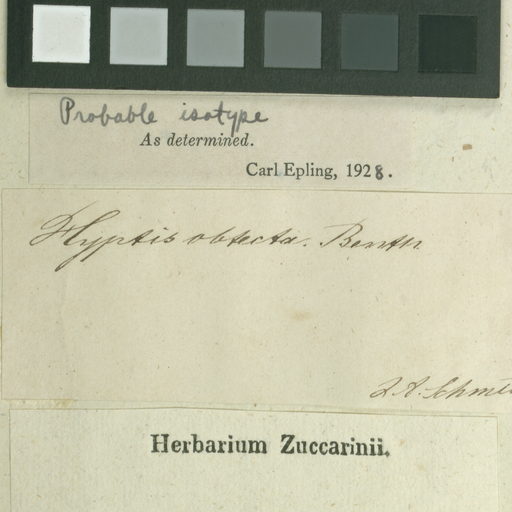 Probable isotype
As determined.
Carl Epling, 1928.
Hyptis obtecta. Benth
Herbarium Zuccarinii.